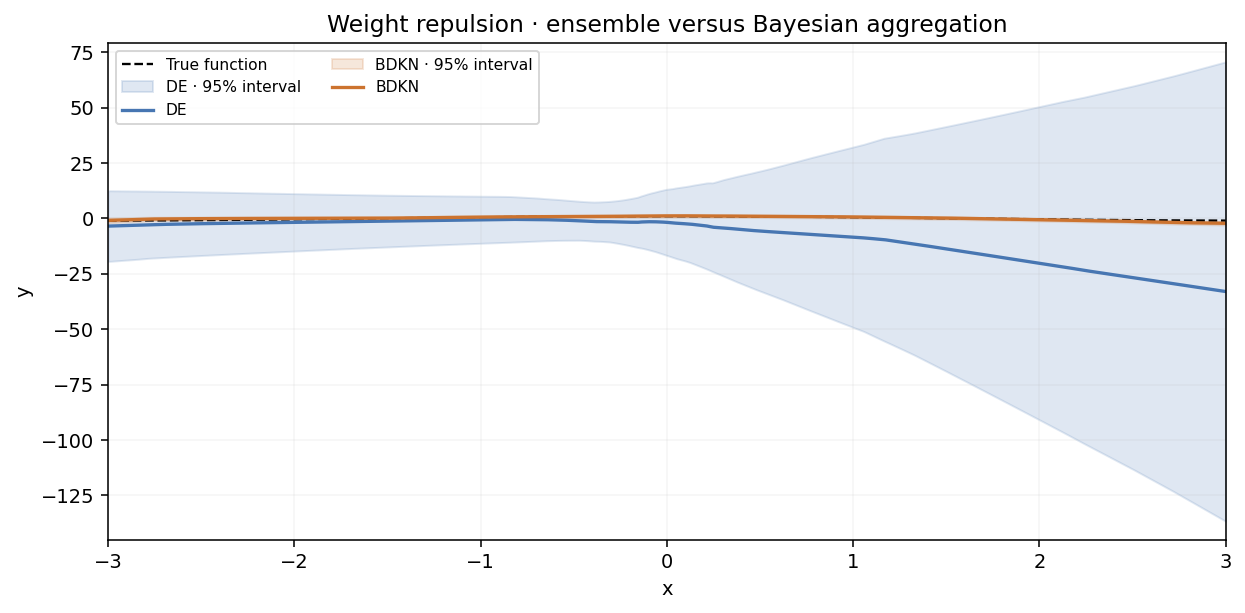 Weight repulsion · ensemble versus Bayesian aggregation
75
50
25
0
−25
−50
−75
−100
−125
y
True function
DE · 95% interval
DE
BDKN · 95% interval
BDKN
−3
−2
−1
0
1
2
3
x